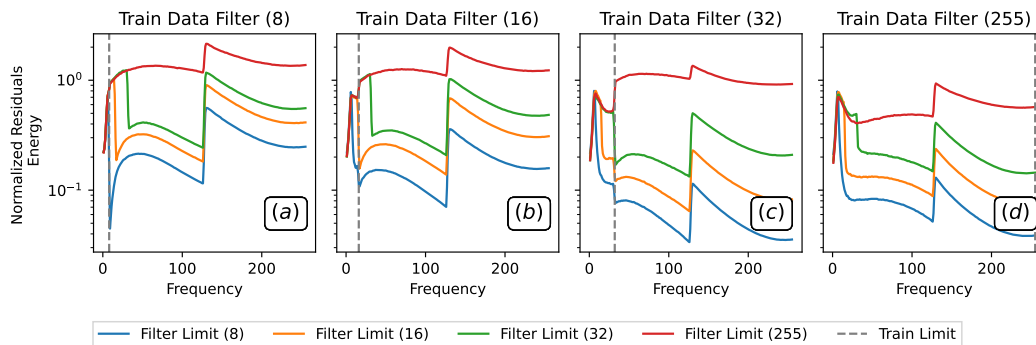 Train Data Filter (8)
Train Data Filter (16)
Train Data Filter (32)
Train Data Filter (255)
Normalized Residuals
Energy
10⁰
10⁻¹
(a)
(b)
(c)
(d)
0 100 200
0 100 200
0 100 200
0 100 200
Frequency
Frequency
Frequency
Frequency
Filter Limit (8)
Filter Limit (16)
Filter Limit (32)
Filter Limit (255)
Train Limit